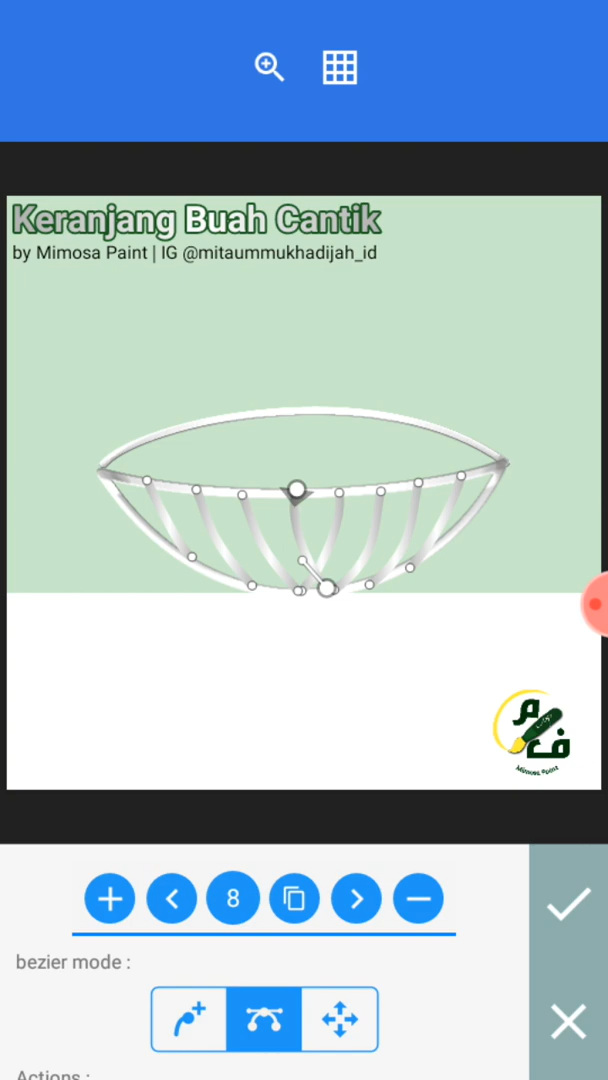 Keranjang Buah Cantik
by Mimosa Paint | IG @mitaummukhadijah_id
م
ف
Mimosa Paint
8
bezier mode :
Actions :